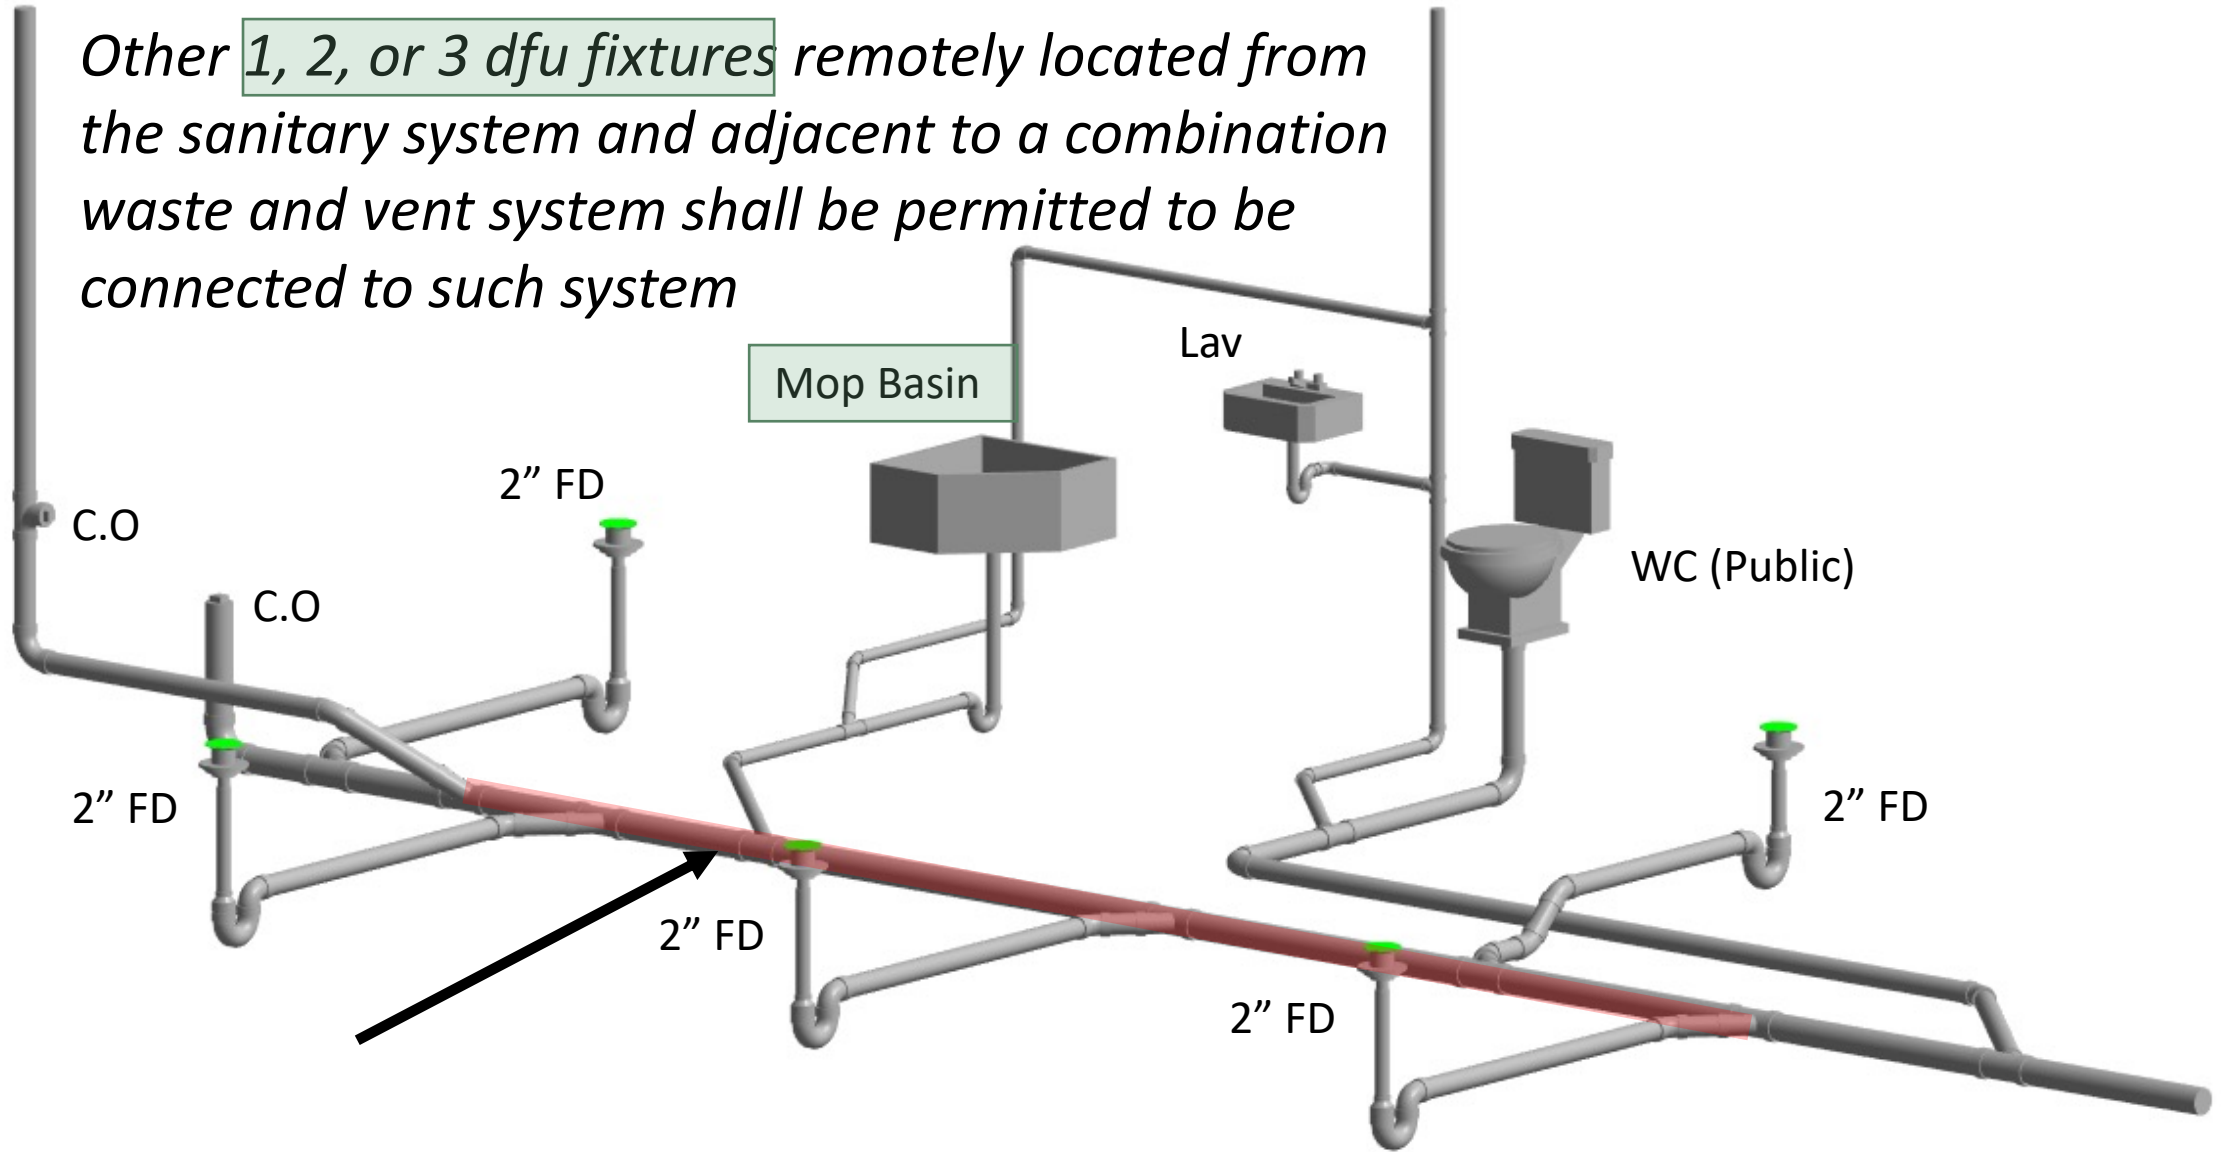 Other 1, 2, or 3 dfu fixtures remotely located from
the sanitary system and adjacent to a combination
waste and vent system shall be permitted to be
connected to such system
Lav
Mop Basin
2” FD
C.O
WC (Public)
C.O
2” FD
2” FD
2” FD
2” FD